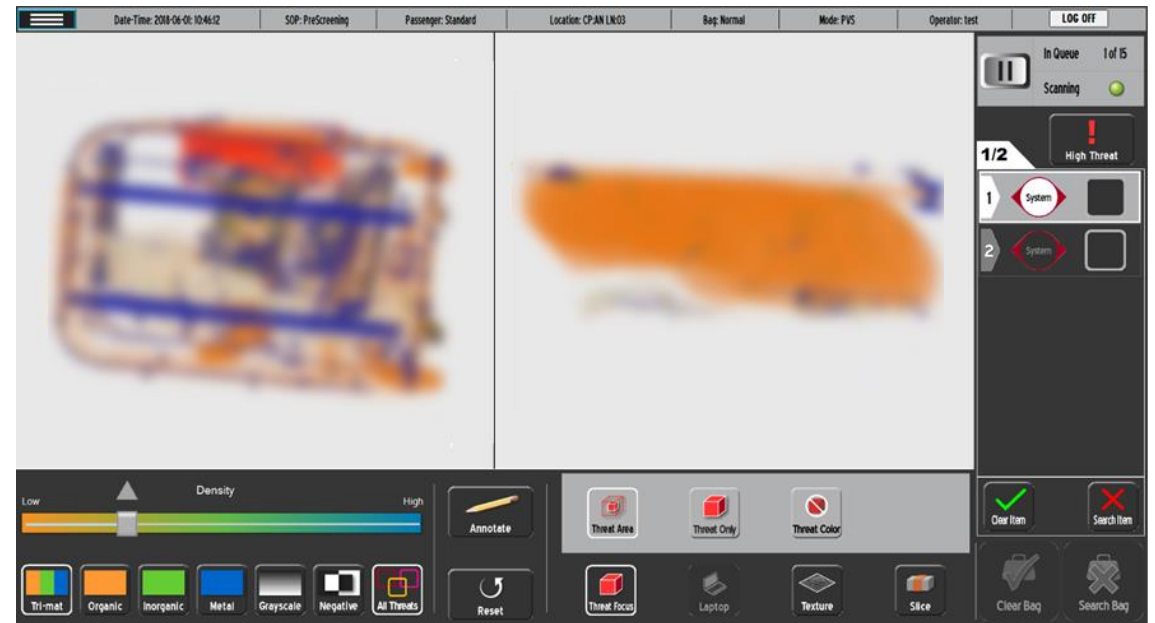 Date-Time: 2018-06-01: 10:46:12 SOP: PreScreening Passenger: Standard Location: CP:AN LN:03 Bag: Normal Mode: PVS Operator: test LOG OFF
In Queue 1 of 15
Scanning
High Threat
1/2
1 System
2 System
Clear Item Search Item
Low Density High
Annotate
Threat Area Threat Only Threat Color
Tri-mat Organic Inorganic Metal Grayscale Negative All Threats
Reset
Threat Focus Laptop Texture Slice
Clear Bag Search Bag